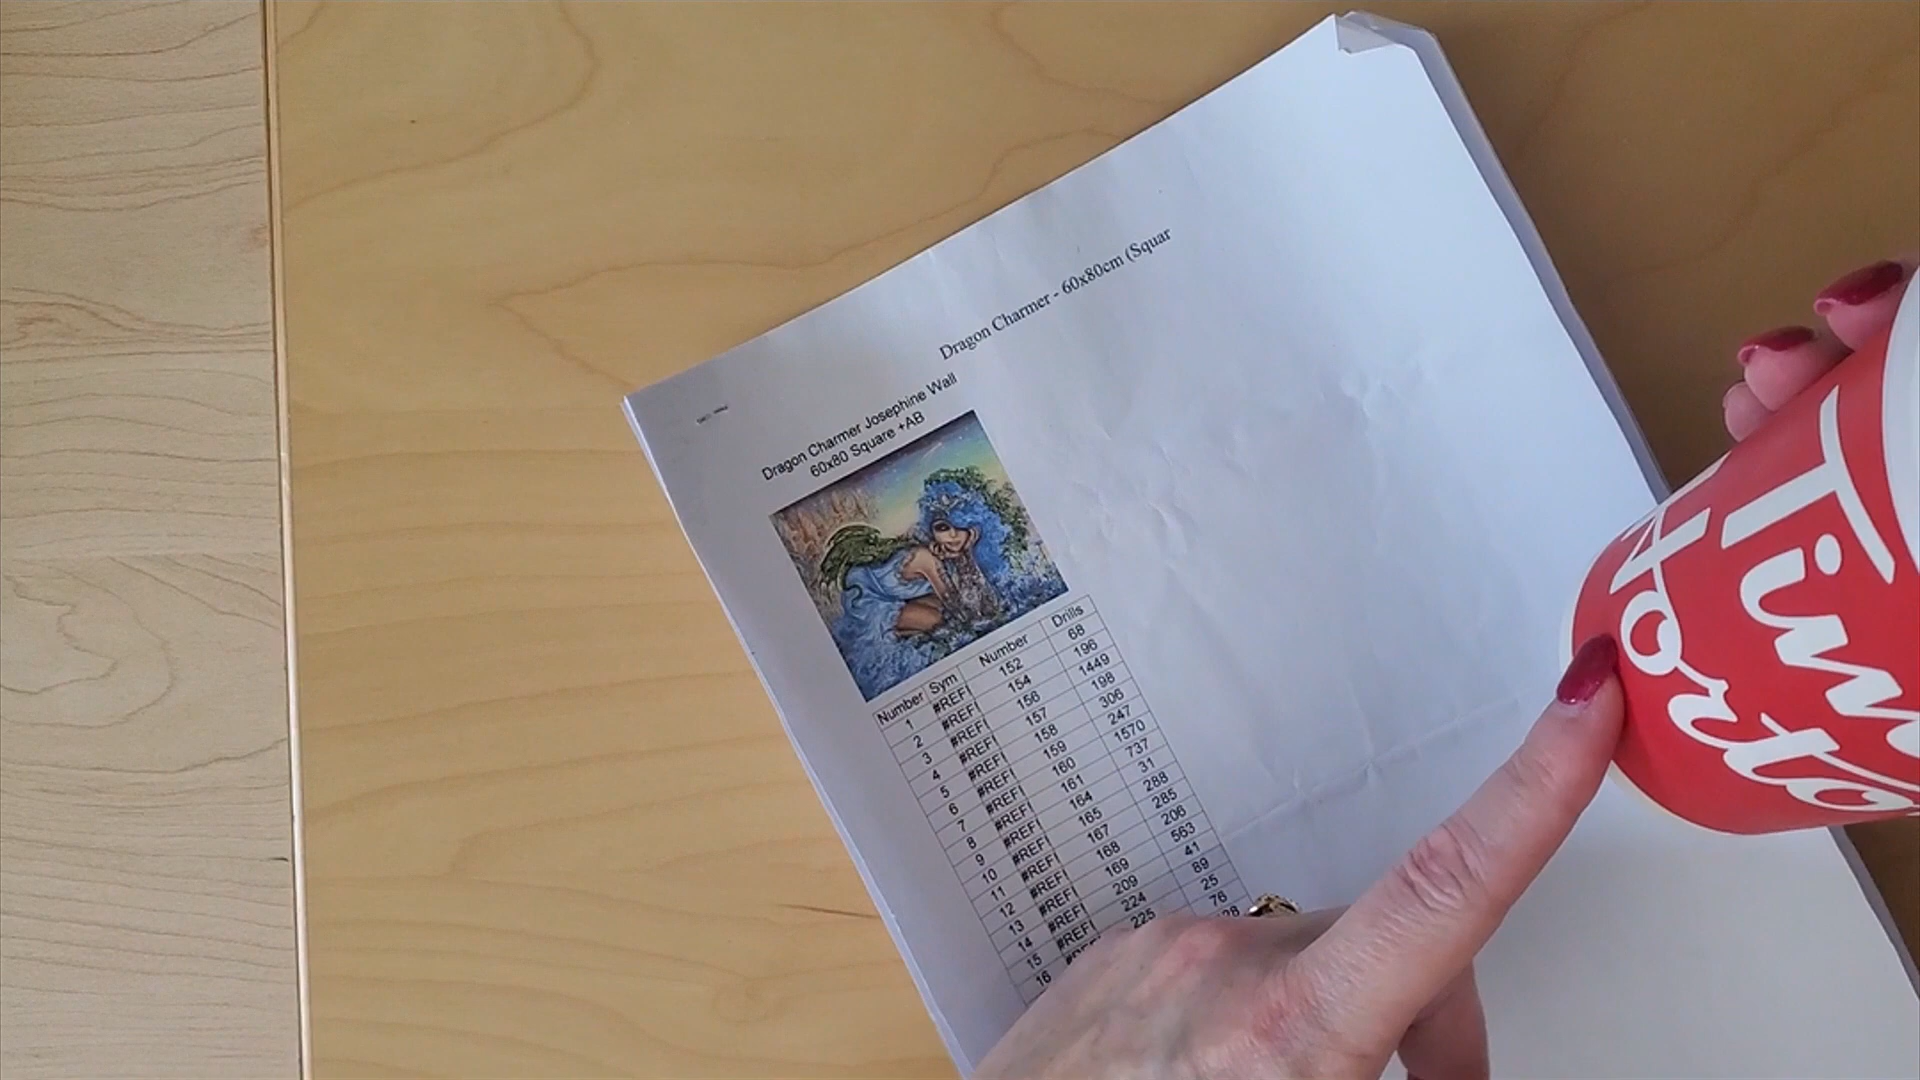 Dragon Charmer - 60x80cm (Squar
Dragon Charmer Josephine Wall
60x80 Square +AB
Number Sym Number Drills
1 #REF! 152 68
2 #REF! 154 196
3 #REF! 156 1449
4 #REF! 157 198
5 #REF! 158 306
6 #REF! 159 247
7 #REF! 160 1570
8 #REF! 161 737
9 #REF! 164 31
10 #REF! 165 288
11 #REF! 167 285
12 #REF! 168 206
13 #REF! 169 563
14 #REF! 209 41
15 #REF! 224 89
16 225 25
76
Tim
Horto